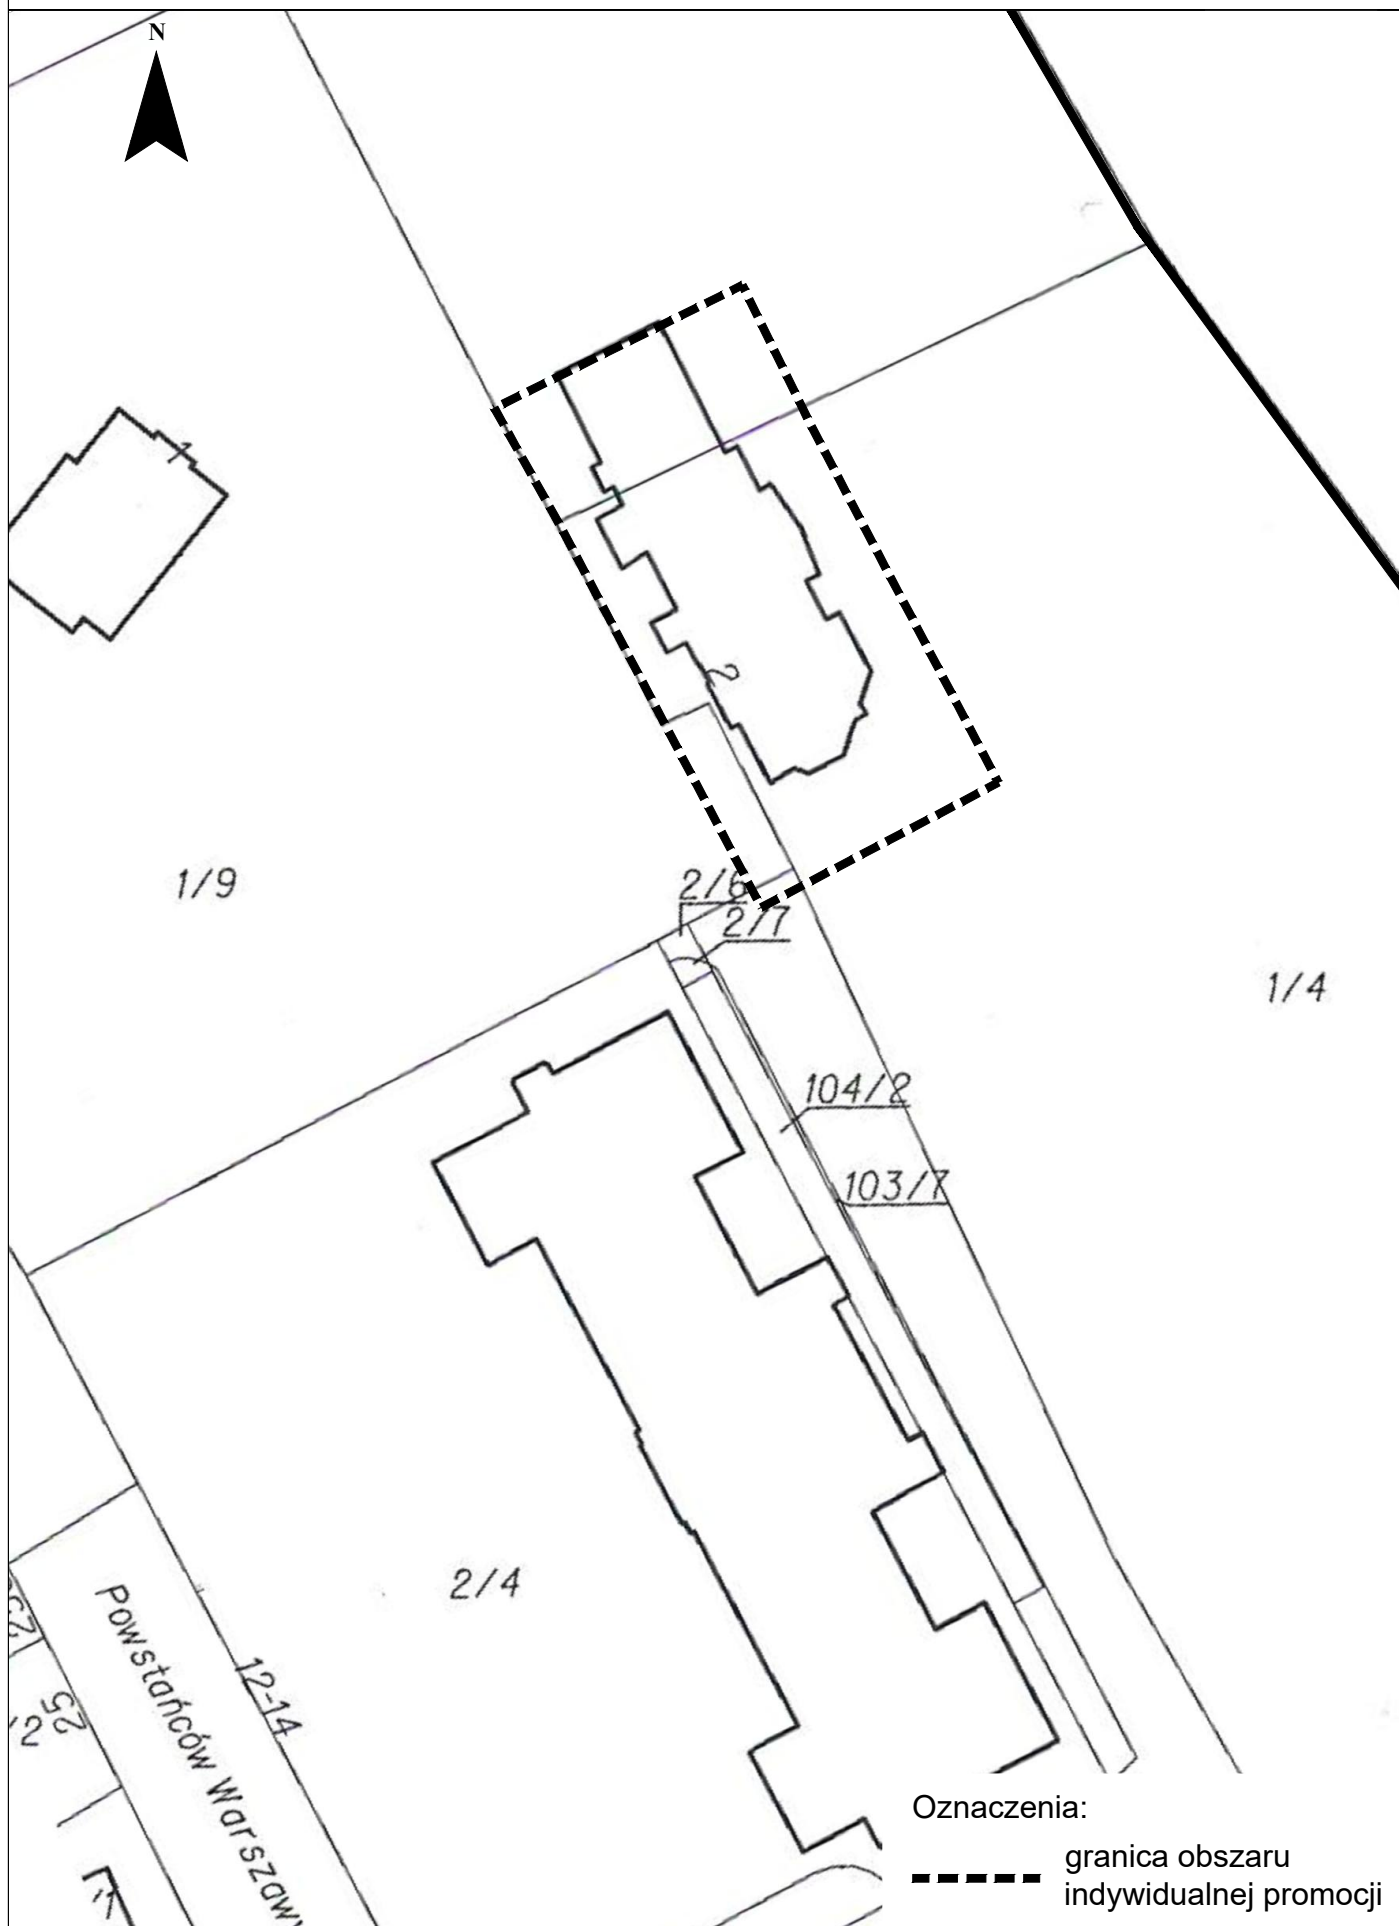 N
1
2
1/9
2/6
2/7
1/4
104/2
103/7
2/4
Powstańców Warszawy
12-14
25
Oznaczenia:
granica obszaru
indywidualnej promocji